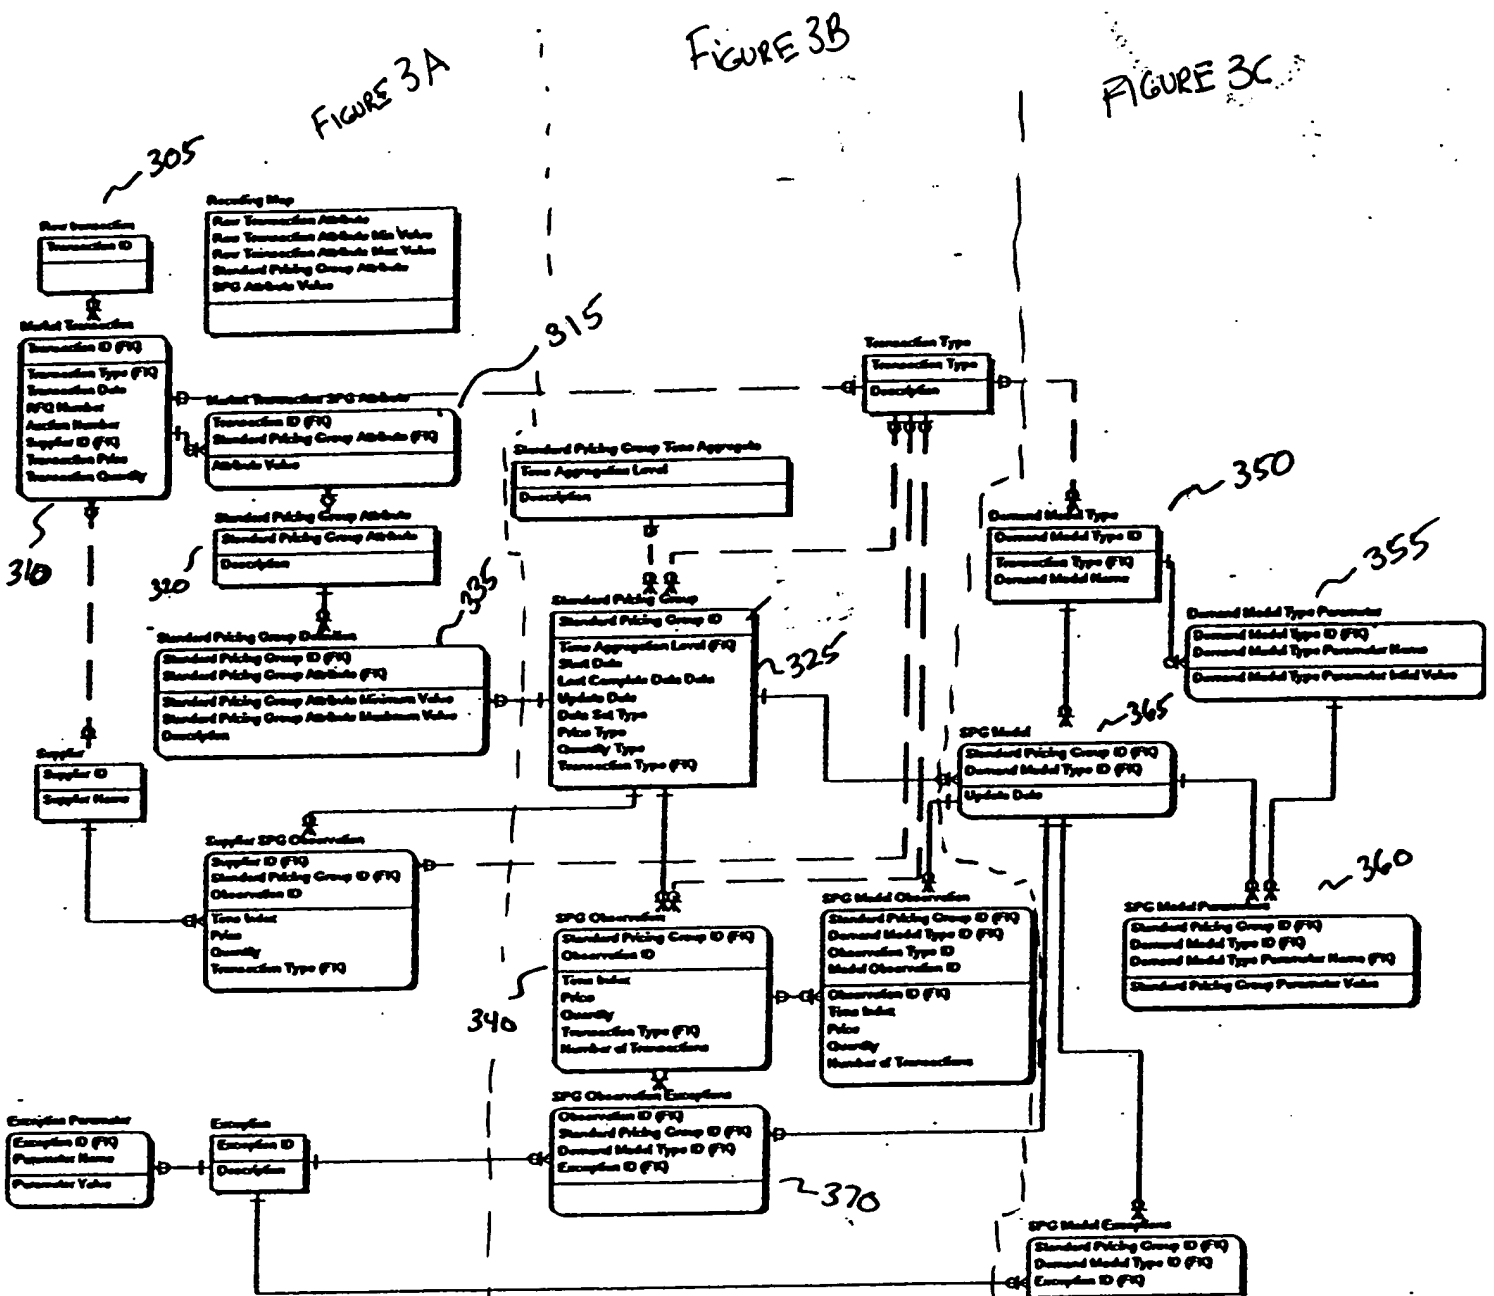 FIGURE 3A
FIGURE 3B
FIGURE 3C
305
Raw transaction
Transaction ID
Recoding Map
Raw Transaction Attribute
Raw Transaction Attribute Min Value
Raw Transaction Attribute Max Value
Standard Pricing Group Attribute
SPG Attribute Value
Market Transaction
Transaction ID (FK)
Transaction Type (FK)
Transaction Date
RFQ Number
Auction Number
Supplier ID (FK)
Transaction Price
Transaction Quantity
310
315
Market Transaction SPG Attribute
Transaction ID (FK)
Standard Pricing Group Attribute (FK)
Attribute Value
Transaction Type
Transaction Type
Description
Standard Pricing Group Time Aggregate
Time Aggregation Level
Description
Standard Pricing Group Attribute
Standard Pricing Group Attribute
Description
320
335
Standard Pricing Group Definition
Standard Pricing Group ID (FK)
Standard Pricing Group Attribute (FK)
Standard Pricing Group Attribute Minimum Value
Standard Pricing Group Attribute Maximum Value
Description
Standard Pricing Group
Standard Pricing Group ID
Time Aggregation Level (FK)
Start Date
Last Complete Data Date
Update Date
Data Set Type
Price Type
Quantity Type
Transaction Type (FK)
325
350
Demand Model Type
Demand Model Type ID
Transaction Type (FK)
Demand Model Name
355
Demand Model Type Parameter
Demand Model Type ID (FK)
Demand Model Type Parameter Name
Demand Model Type Parameter Initial Value
365
SPG Model
Standard Pricing Group ID (FK)
Demand Model Type ID (FK)
Update Date
Supplier
Supplier ID
Supplier Name
Supplier SPG Observation
Supplier ID (FK)
Standard Pricing Group ID (FK)
Observation ID
Time Index
Price
Quantity
Transaction Type (FK)
SPG Observation
Standard Pricing Group ID (FK)
Observation ID
Time Index
Price
Quantity
Transaction Type (FK)
Number of Transactions
340
SPG Model Observation
Standard Pricing Group ID (FK)
Demand Model Type ID (FK)
Observation Type ID
Model Observation ID
Observation ID (FK)
Time Index
Price
Quantity
Number of Transactions
360
SPG Model Parameters
Standard Pricing Group ID (FK)
Demand Model Type ID (FK)
Demand Model Type Parameter Name (FK)
Standard Pricing Group Parameter Value
Exception Parameter
Exception ID (FK)
Parameter Name
Parameter Value
Exception
Exception ID
Description
SPG Observation Exceptions
Observation ID (FK)
Standard Pricing Group ID (FK)
Demand Model Type ID (FK)
Exception ID (FK)
370
SPG Model Exceptions
Standard Pricing Group ID (FK)
Demand Model Type ID (FK)
Exception ID (FK)